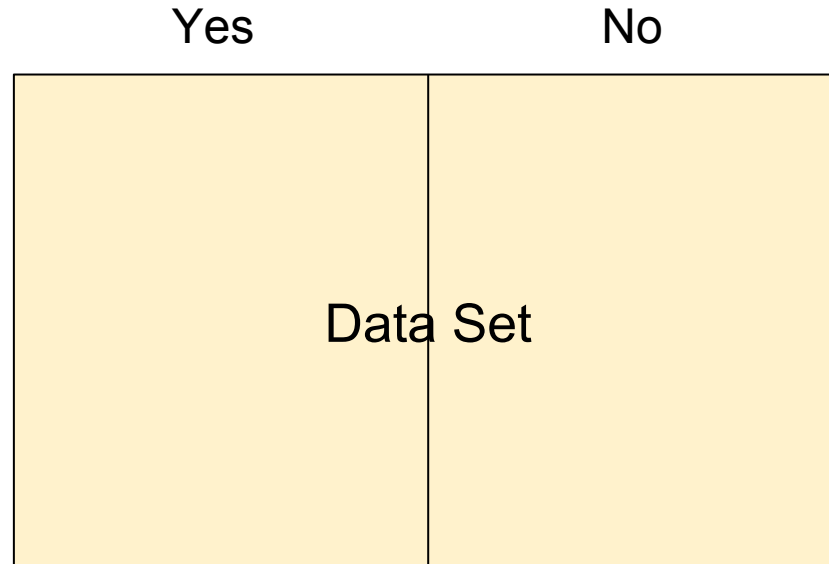 Yes No
Data Set